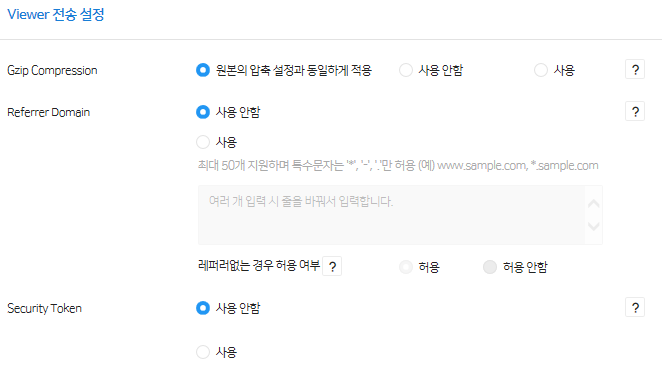 Viewer 전송 설정
Gzip Compression 원본의 압축 설정과 동일하게 적용 사용 안함 사용 ?
Referrer Domain 사용 안함 ?
사용
최대 50개 지원하며 특수문자는 '*', '-', '.'만 허용 (예) www.sample.com, *.sample.com
여러 개 입력 시 줄을 바꿔서 입력합니다.
레퍼러없는 경우 허용 여부 ? 허용 허용 안함
Security Token 사용 안함 ?
사용